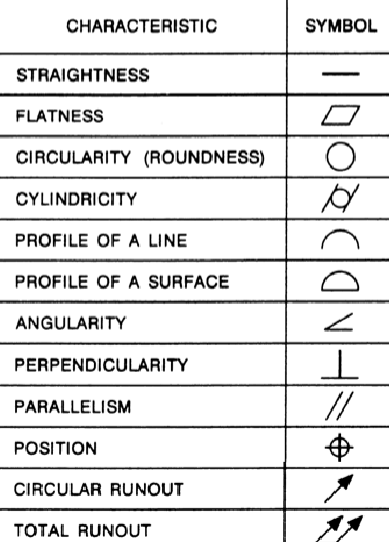 CHARACTERISTIC SYMBOL
STRAIGHTNESS
FLATNESS
CIRCULARITY (ROUNDNESS)
CYLINDRICITY
PROFILE OF A LINE
PROFILE OF A SURFACE
ANGULARITY
PERPENDICULARITY
PARALLELISM
POSITION
CIRCULAR RUNOUT
TOTAL RUNOUT